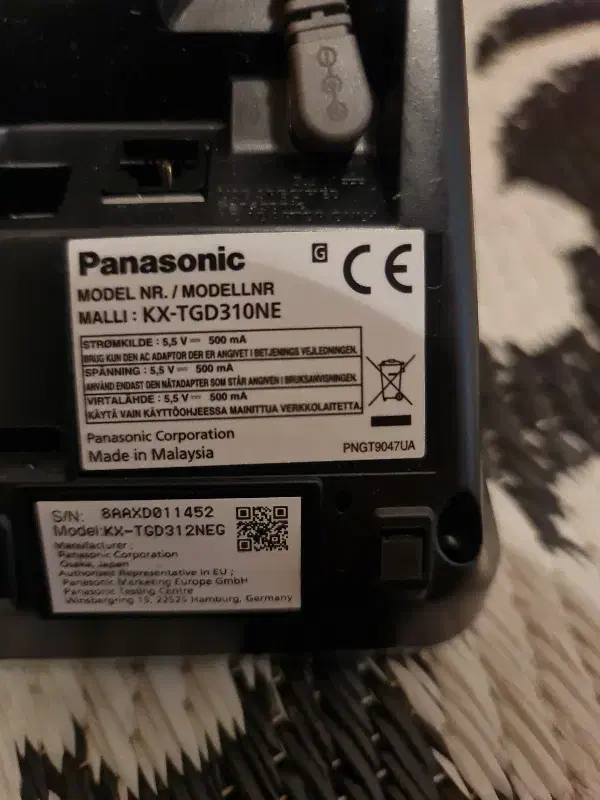 Panasonic
G CE
MODEL NR. / MODELLNR
MALLI : KX-TGD310NE
STRØMKILDE : 5,5 V 500 mA
BRUG KUN DEN AC ADAPTOR DER ER ANGIVET I BETJENINGS VEJLEDNINGEN.
SPÄNNING : 5,5 V 500 mA
ANVÄND ENDAST DEN NÄTADAPTER SOM STÅR ANGIVEN I BRUKSANVISNINGEN.
VIRTALÄHDE : 5,5 V 500 mA
KÄYTÄ VAIN KÄYTTÖOHJEESSA MAINITTUA VERKKOLAITETTA.
Panasonic Corporation
Made in Malaysia
PNGT9047UA
S/N: 8AAXD011452
Model:KX-TGD312NEG
Manufacturer :
Panasonic Corporation
Osaka, Japan
Authorised Representative in EU :
Panasonic Marketing Europe GmbH
Panasonic Testing Centre
Winsbergring 15, 22525 Hamburg, Germany